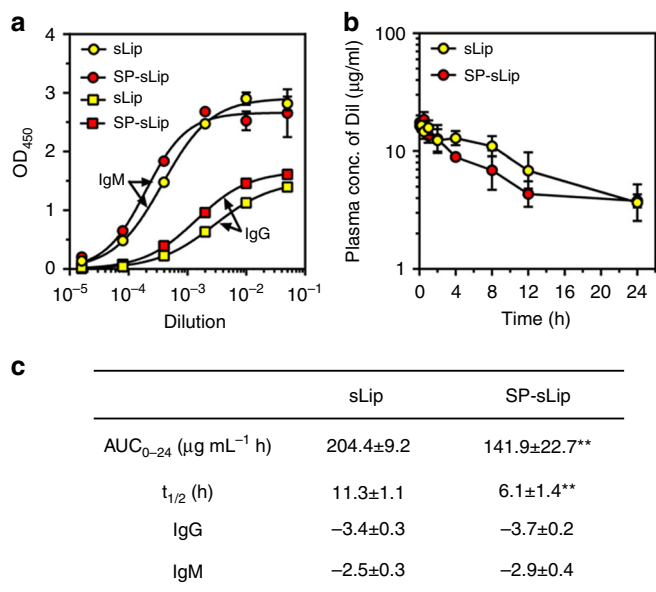 a
4
3
2
1
0
OD450
sLip
SP-sLip
sLip
SP-sLip
IgM
IgG
10–5 10–4 10–3 10–2 10–1
Dilution
b
100
10
1
Plasma conc. of DiI (μg/ml)
sLip
SP-sLip
0 4 8 12 16 20 24
Time (h)
c
sLip SP-sLip
AUC0–24 (μg mL–1 h) 204.4±9.2 141.9±22.7**
t1/2 (h) 11.3±1.1 6.1±1.4**
IgG –3.4±0.3 –3.7±0.2
IgM –2.5±0.3 –2.9±0.4